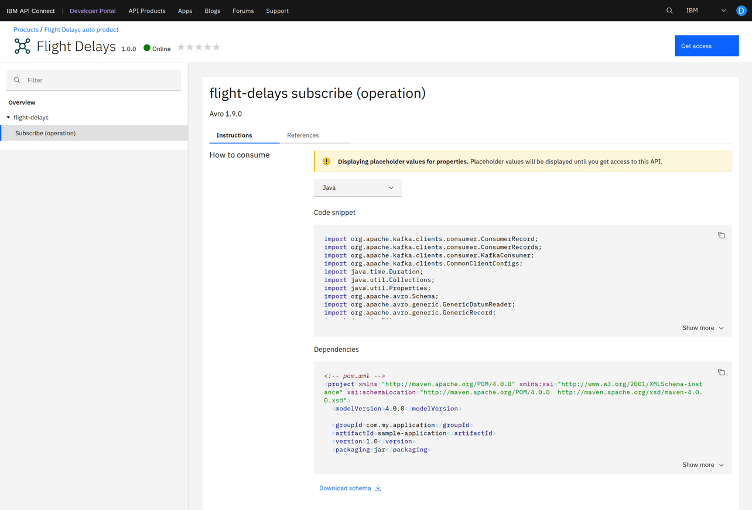 IBM API Connect | Developer Portal API Products Apps Blogs Forums Support IBM D
Products / Flight Delays auto product
Flight Delays 1.0.0 Online
Get access
Filter
Overview
flight-delays
Subscribe (operation)
flight-delays subscribe (operation)
Avro 1.9.0
Instructions References
How to consume
Displaying placeholder values for properties. Placeholder values will be displayed until you get access to this API.
Java
Code snippet
import org.apache.kafka.clients.consumer.ConsumerRecord;
import org.apache.kafka.clients.consumer.ConsumerRecords;
import org.apache.kafka.clients.consumer.KafkaConsumer;
import org.apache.kafka.clients.CommonClientConfigs;
import java.time.Duration;
import java.util.Collections;
import java.util.Properties;
import org.apache.avro.Schema;
import org.apache.avro.generic.GenericDatumReader;
import org.apache.avro.generic.GenericRecord;
Show more
Dependencies
<!-- pom.xml -->
<project xmlns="http://maven.apache.org/POM/4.0.0" xmlns:xsi="http://www.w3.org/2001/XMLSchema-inst
ance" xsi:schemaLocation="http://maven.apache.org/POM/4.0.0 http://maven.apache.org/xsd/maven-4.0.
0.xsd">
<modelVersion>4.0.0</modelVersion>
<groupId>com.my.application</groupId>
<artifactId>sample-application</artifactId>
<version>1.0</version>
<packaging>jar</packaging>
Show more
Download schema